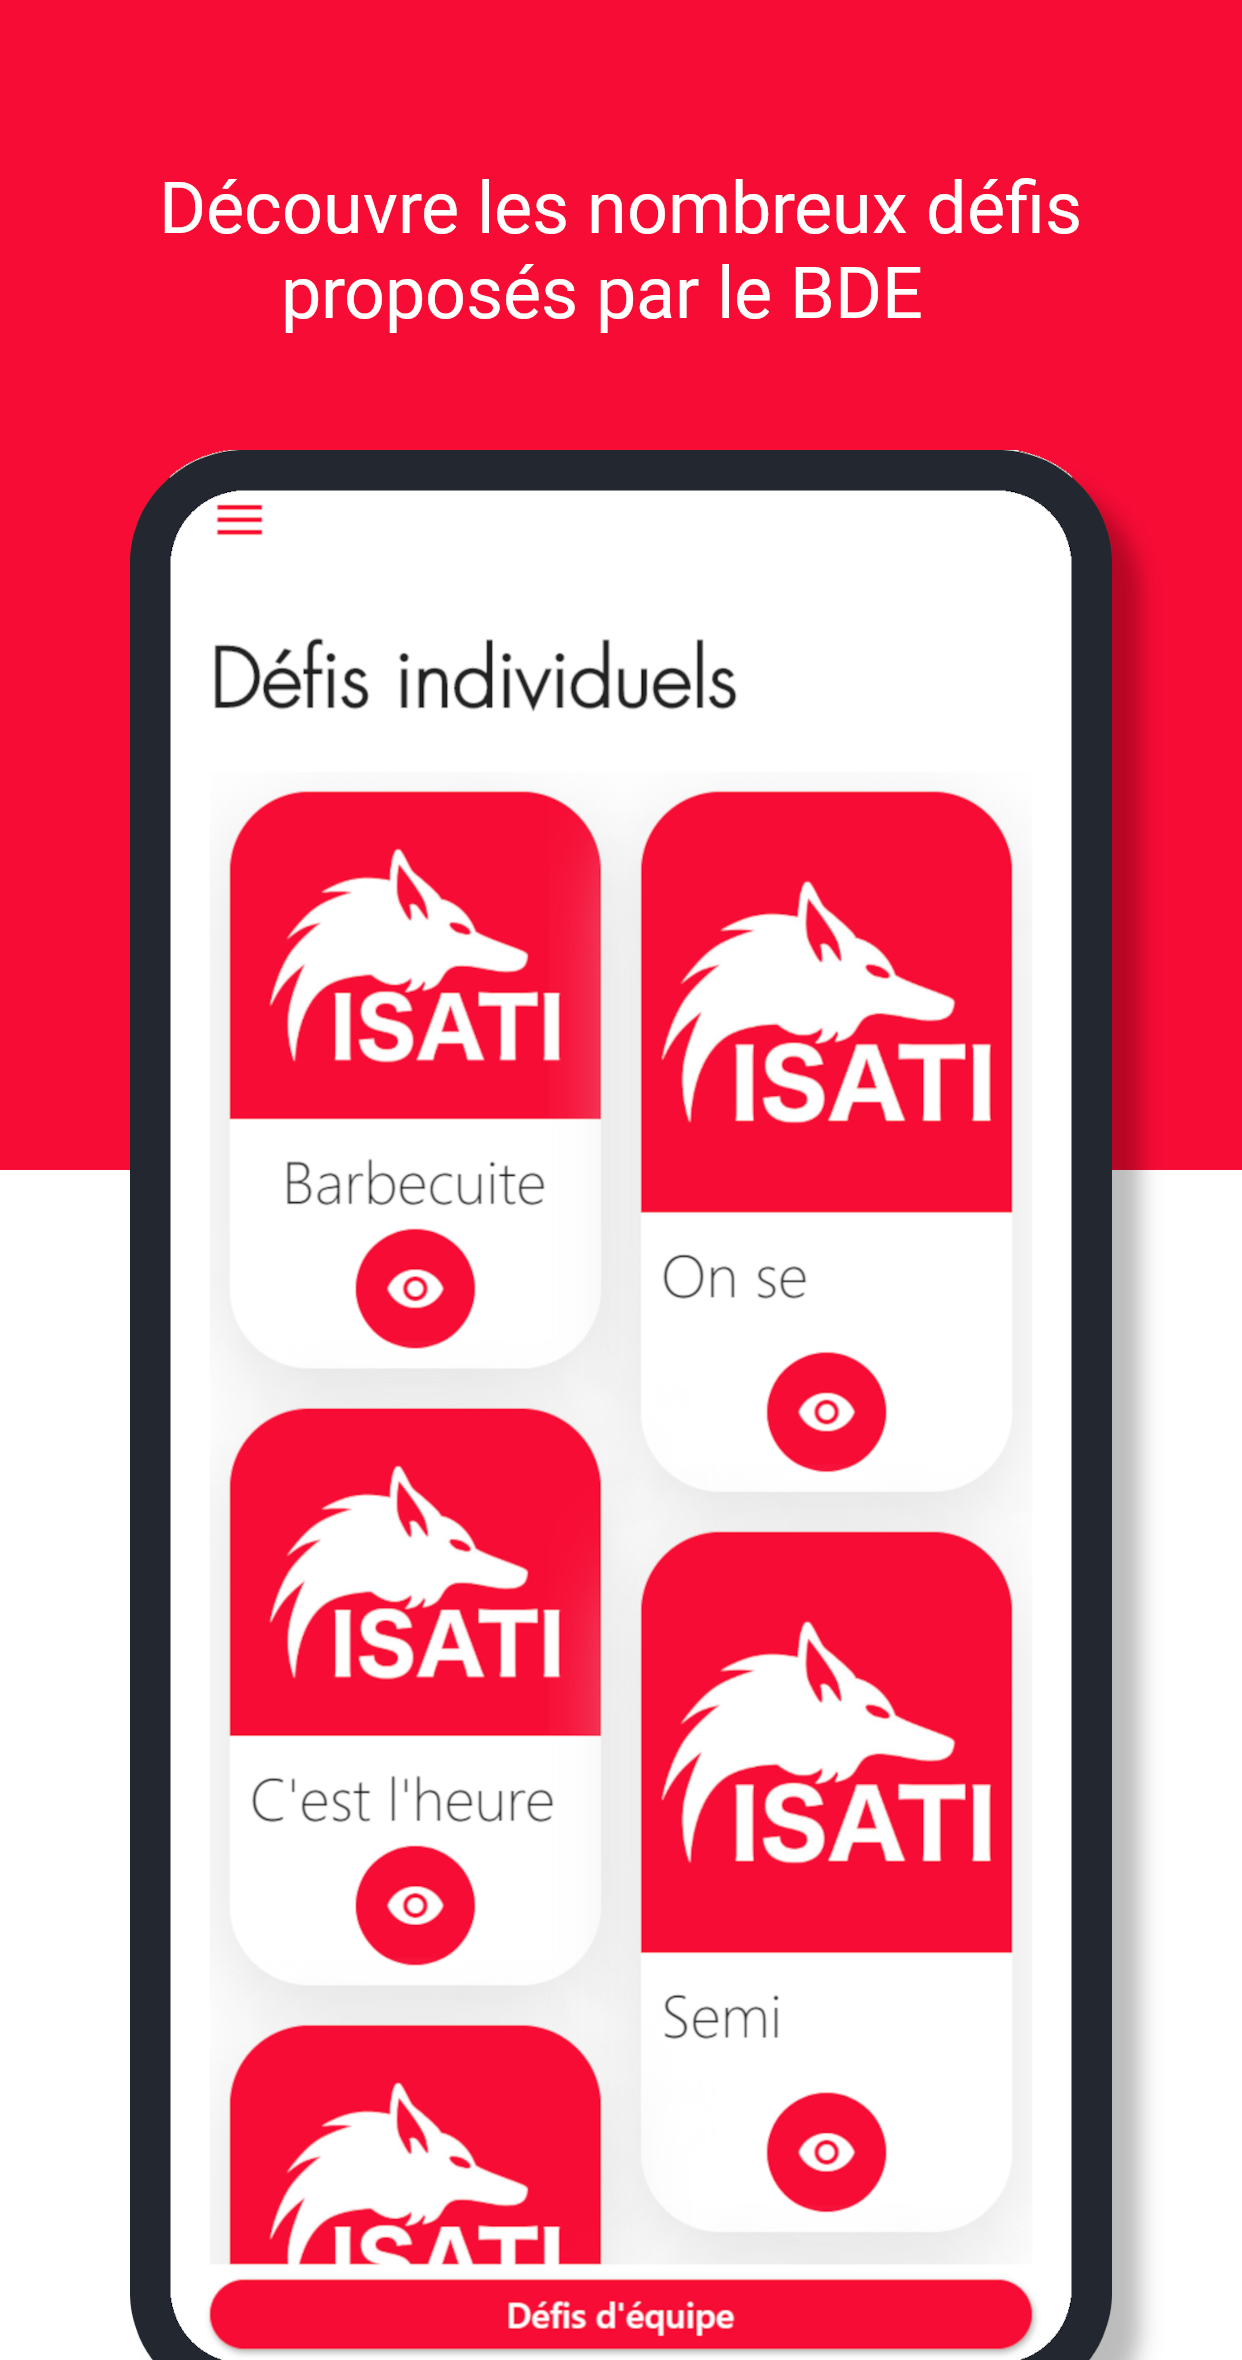 Découvre les nombreux défis
proposés par le BDE
Défis individuels
ISATI
Barbecuite
ISATI
On se
ISATI
C'est l'heure
ISATI
Semi
ISATI
Défis d'équipe